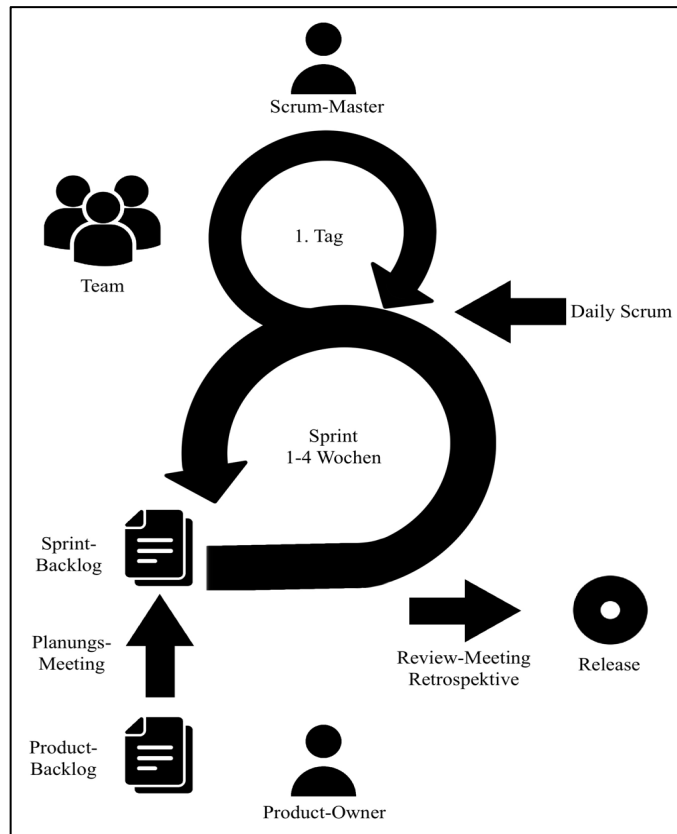 Scrum-Master
1. Tag
Team
Daily Scrum
Sprint
1-4 Wochen
Sprint-
Backlog
Planungs-
Meeting
Review-Meeting
Retrospektive
Release
Product-
Backlog
Product-Owner